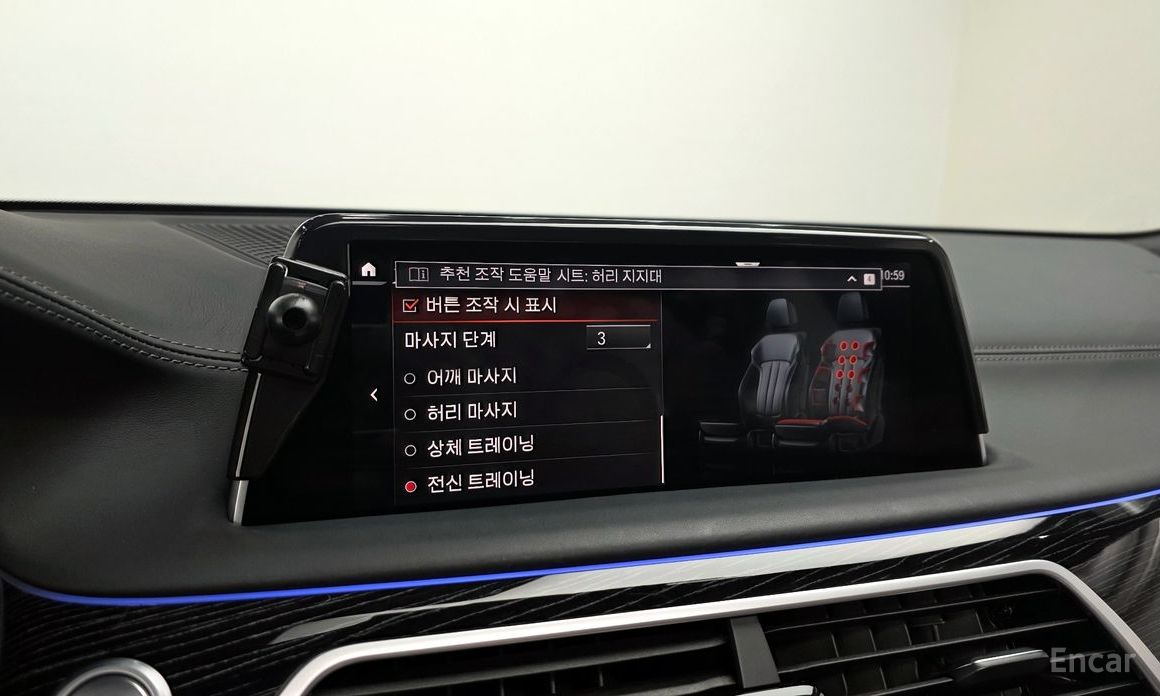 추천 조작 도움말 시트: 허리 지지대
10:59
버튼 조작 시 표시
마사지 단계 3
어깨 마사지
허리 마사지
상체 트레이닝
전신 트레이닝
Encar